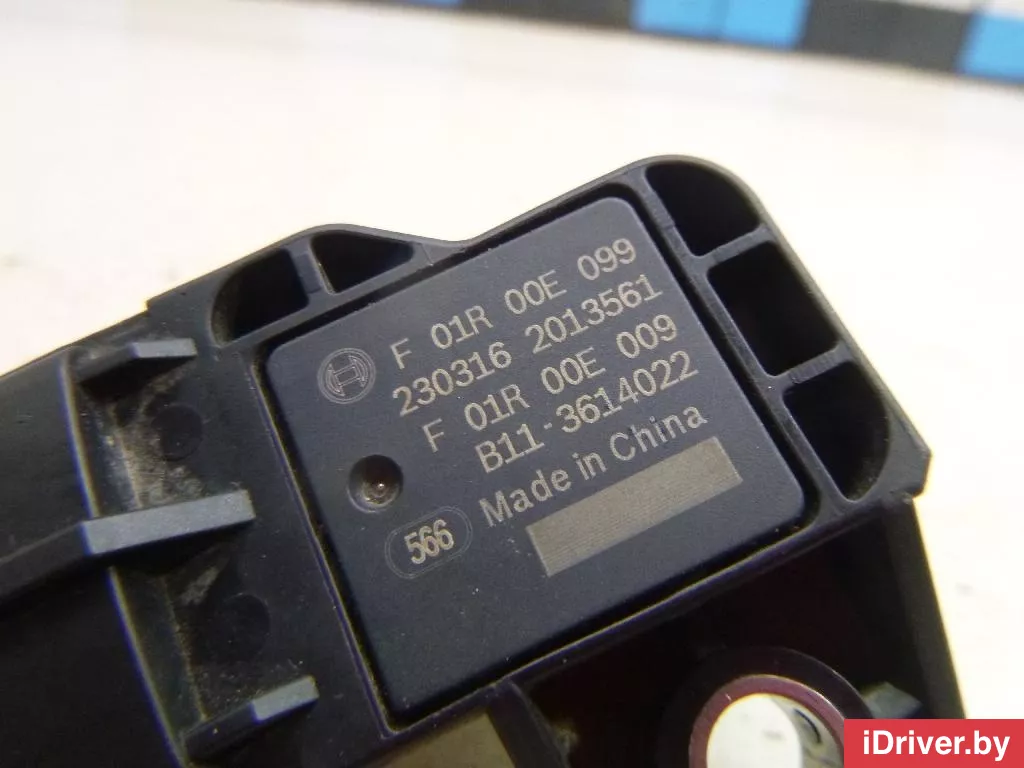 F 01R 00E 099
230316 2013561
F 01R 00E 009
B11-3614022
Made in China
566
iDriver.by